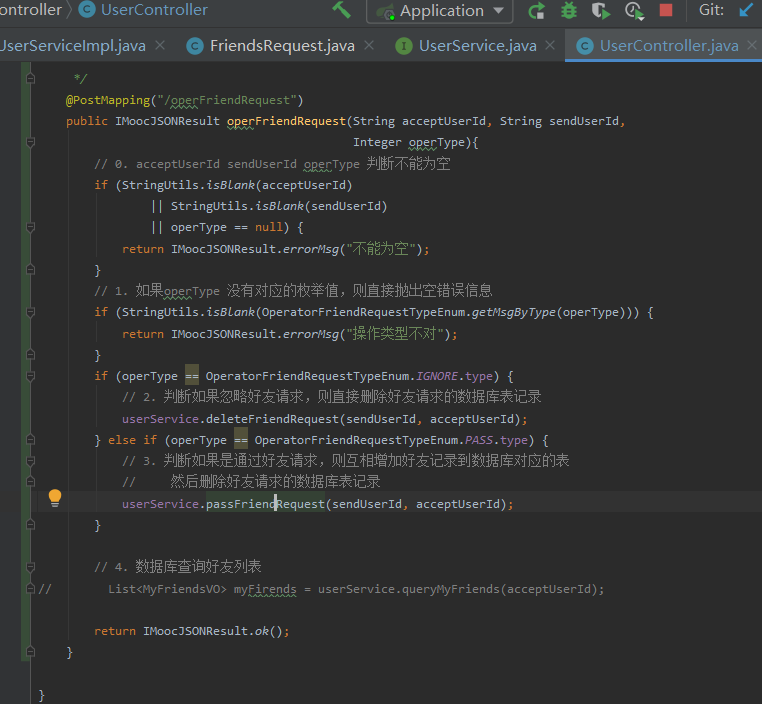 ontroller UserController Application Git:
UserServiceImpl.java FriendsRequest.java UserService.java UserController.java
*/
@PostMapping("/operFriendRequest")
public IMoocJSONResult operFriendRequest(String acceptUserId, String sendUserId,
Integer operType){
// 0. acceptUserId sendUserId operType 判断不能为空
if (StringUtils.isBlank(acceptUserId)
|| StringUtils.isBlank(sendUserId)
|| operType == null) {
return IMoocJSONResult.errorMsg("不能为空");
}
// 1. 如果operType 没有对应的枚举值，则直接抛出空错误信息
if (StringUtils.isBlank(OperatorFriendRequestTypeEnum.getMsgByType(operType))) {
return IMoocJSONResult.errorMsg("操作类型不对");
}
if (operType == OperatorFriendRequestTypeEnum.IGNORE.type) {
// 2. 判断如果忽略好友请求，则直接删除好友请求的数据库表记录
userService.deleteFriendRequest(sendUserId, acceptUserId);
} else if (operType == OperatorFriendRequestTypeEnum.PASS.type) {
// 3. 判断如果是通过好友请求，则互相增加好友记录到数据库对应的表
// 然后删除好友请求的数据库表记录
userService.passFriendRequest(sendUserId, acceptUserId);
}
// 4. 数据库查询好友列表
// List<MyFriendsVO> myFirends = userService.queryMyFriends(acceptUserId);
return IMoocJSONResult.ok();
}
}